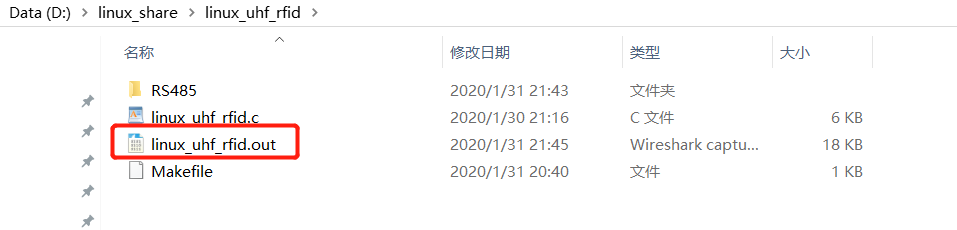 Data (D:) > linux_share > linux_uhf_rfid >
名称 修改日期 类型 大小
RS485 2020/1/31 21:43 文件夹
linux_uhf_rfid.c 2020/1/30 21:16 C 文件 6 KB
linux_uhf_rfid.out 2020/1/31 21:45 Wireshark captu... 18 KB
Makefile 2020/1/31 20:40 文件 1 KB